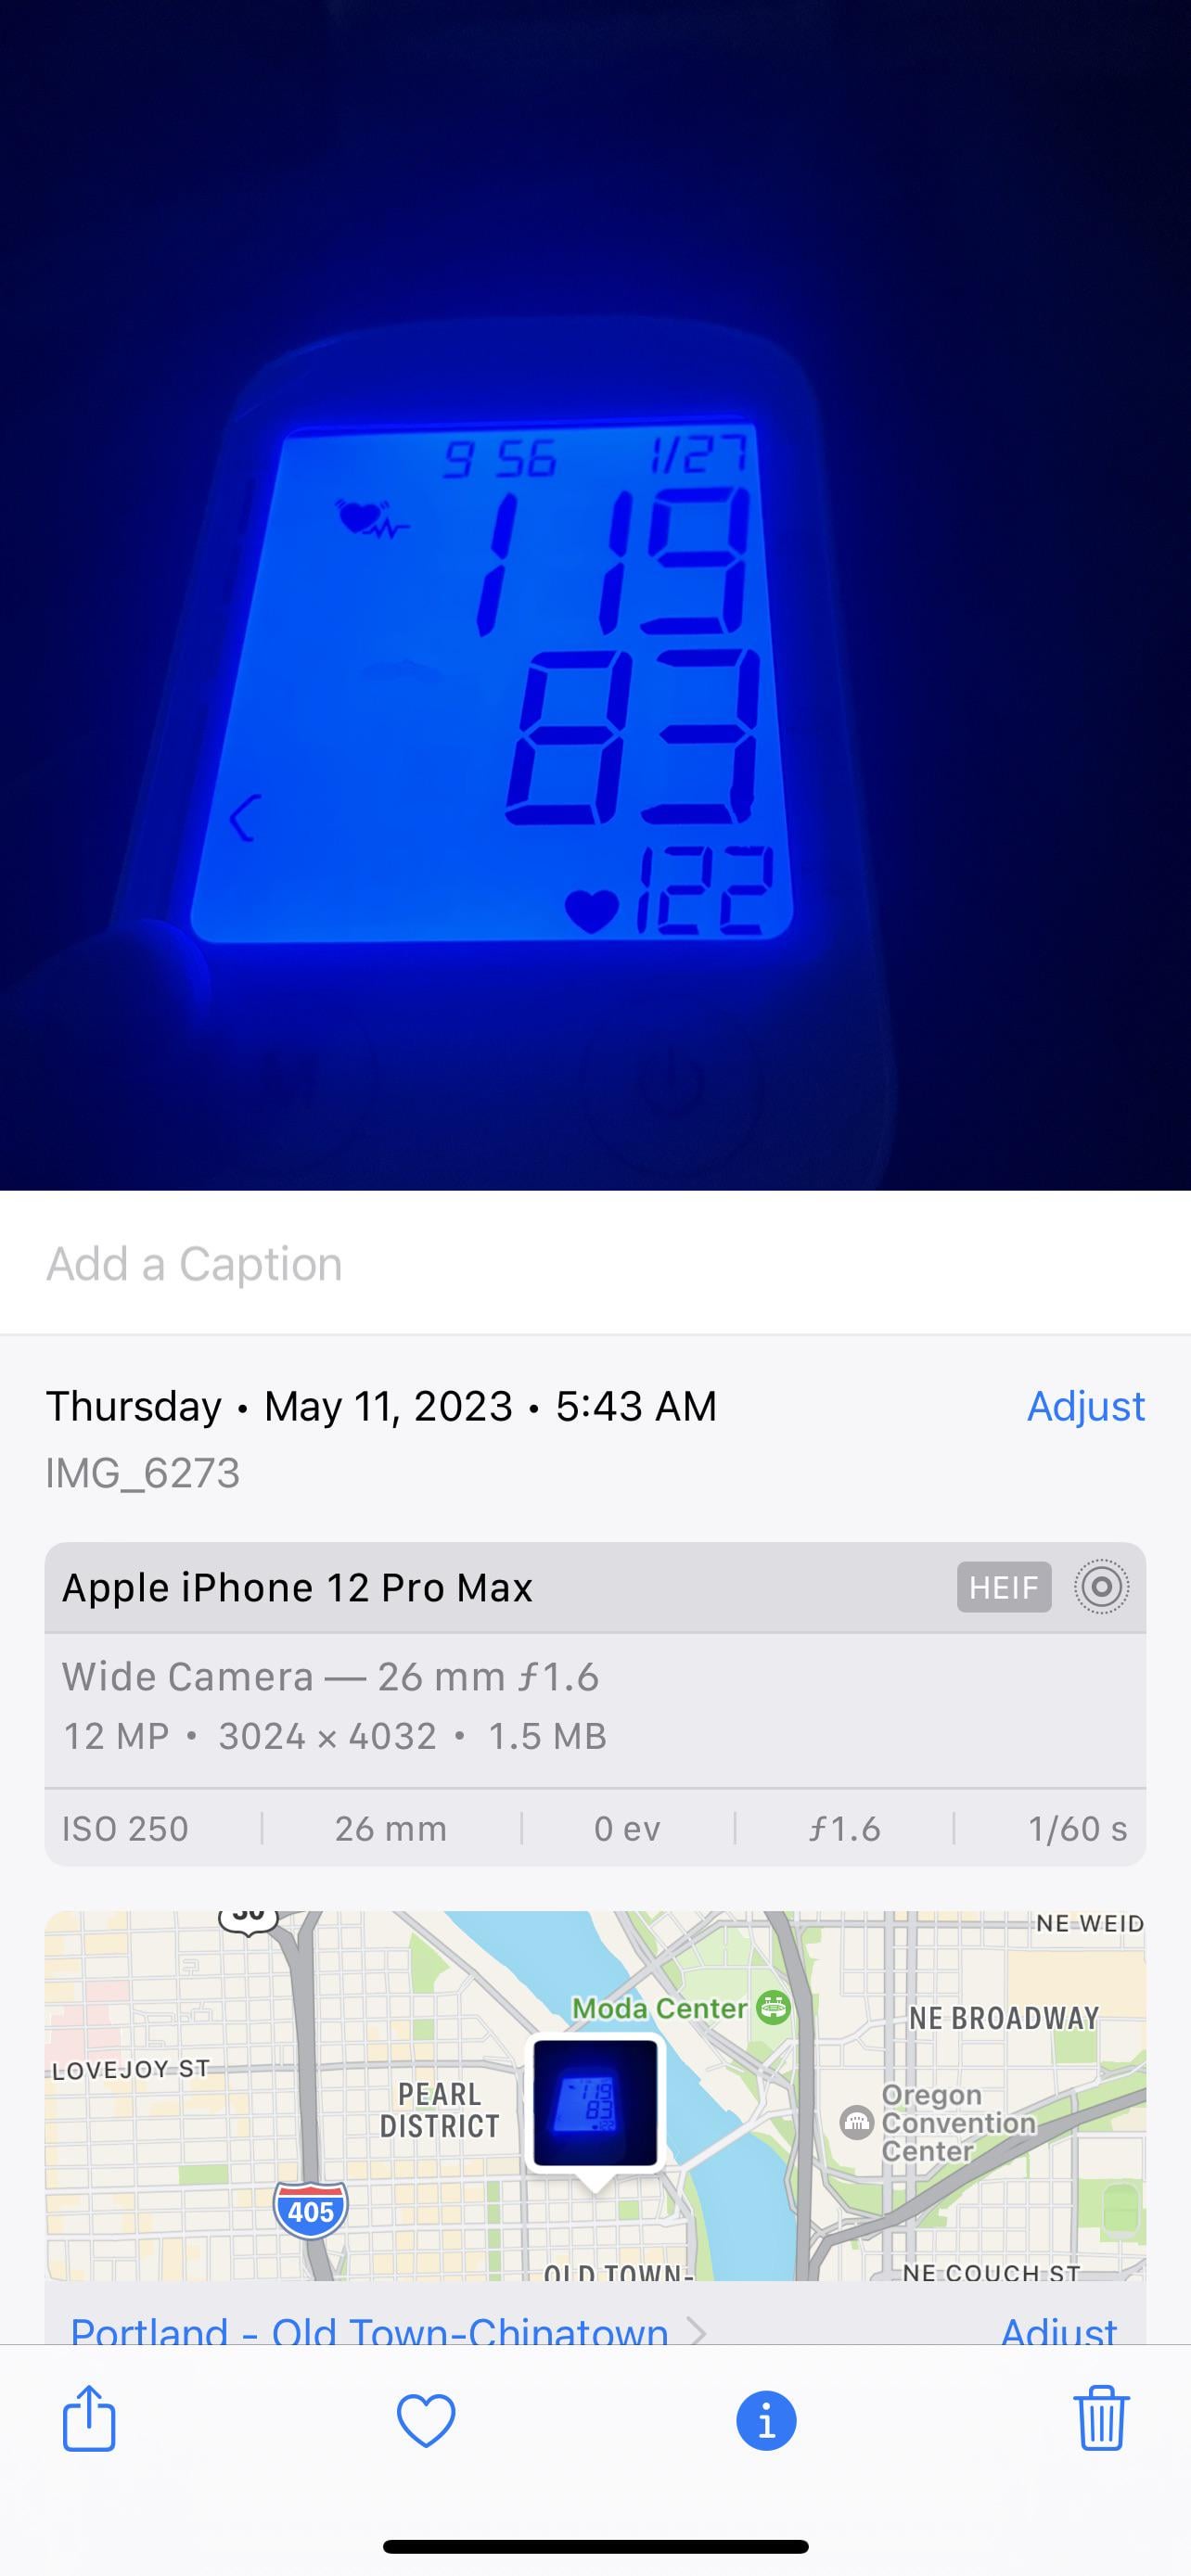 9 56 1/27
119
83
122
Add a Caption
Thursday • May 11, 2023 • 5:43 AM Adjust
IMG_6273
Apple iPhone 12 Pro Max HEIF
Wide Camera — 26 mm ƒ1.6
12 MP • 3024 × 4032 • 1.5 MB
ISO 250 | 26 mm | 0 ev | ƒ1.6 | 1/60 s
30
NE WEID
Moda Center
NE BROADWAY
LOVEJOY ST
PEARL
DISTRICT
119
83
Oregon
Convention
Center
405
OLD TOWN-
NE COUCH ST
Portland - Old Town-Chinatown > Adjust